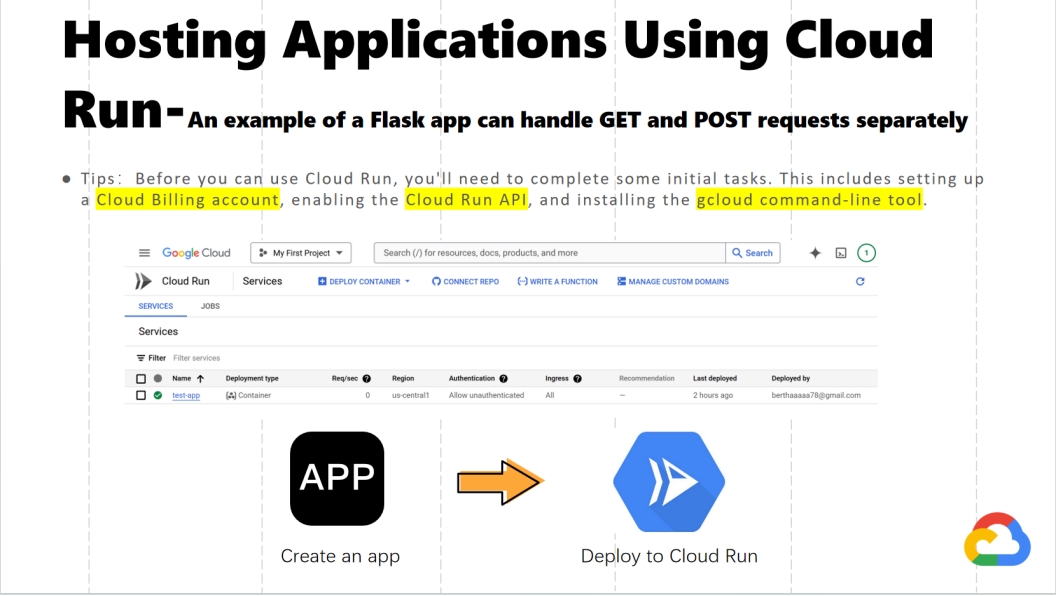 Hosting Applications Using Cloud
Run-An example of a Flask app can handle GET and POST requests separately
● Tips： Before you can use Cloud Run, you'll need to complete some initial tasks. This includes setting up
a Cloud Billing account, enabling the Cloud Run API, and installing the gcloud command-line tool.
Google Cloud My First Project Search (/) for resources, docs, products, and more Search 1
Cloud Run Services DEPLOY CONTAINER CONNECT REPO WRITE A FUNCTION MANAGE CUSTOM DOMAINS
SERVICES JOBS
Services
Filter Filter services
Name Deployment type Req/sec Region Authentication Ingress Recommendation Last deployed Deployed by
test-app Container 0 us-central1 Allow unauthenticated All – 2 hours ago berthaaaaa78@gmail.com
APP
Create an app Deploy to Cloud Run